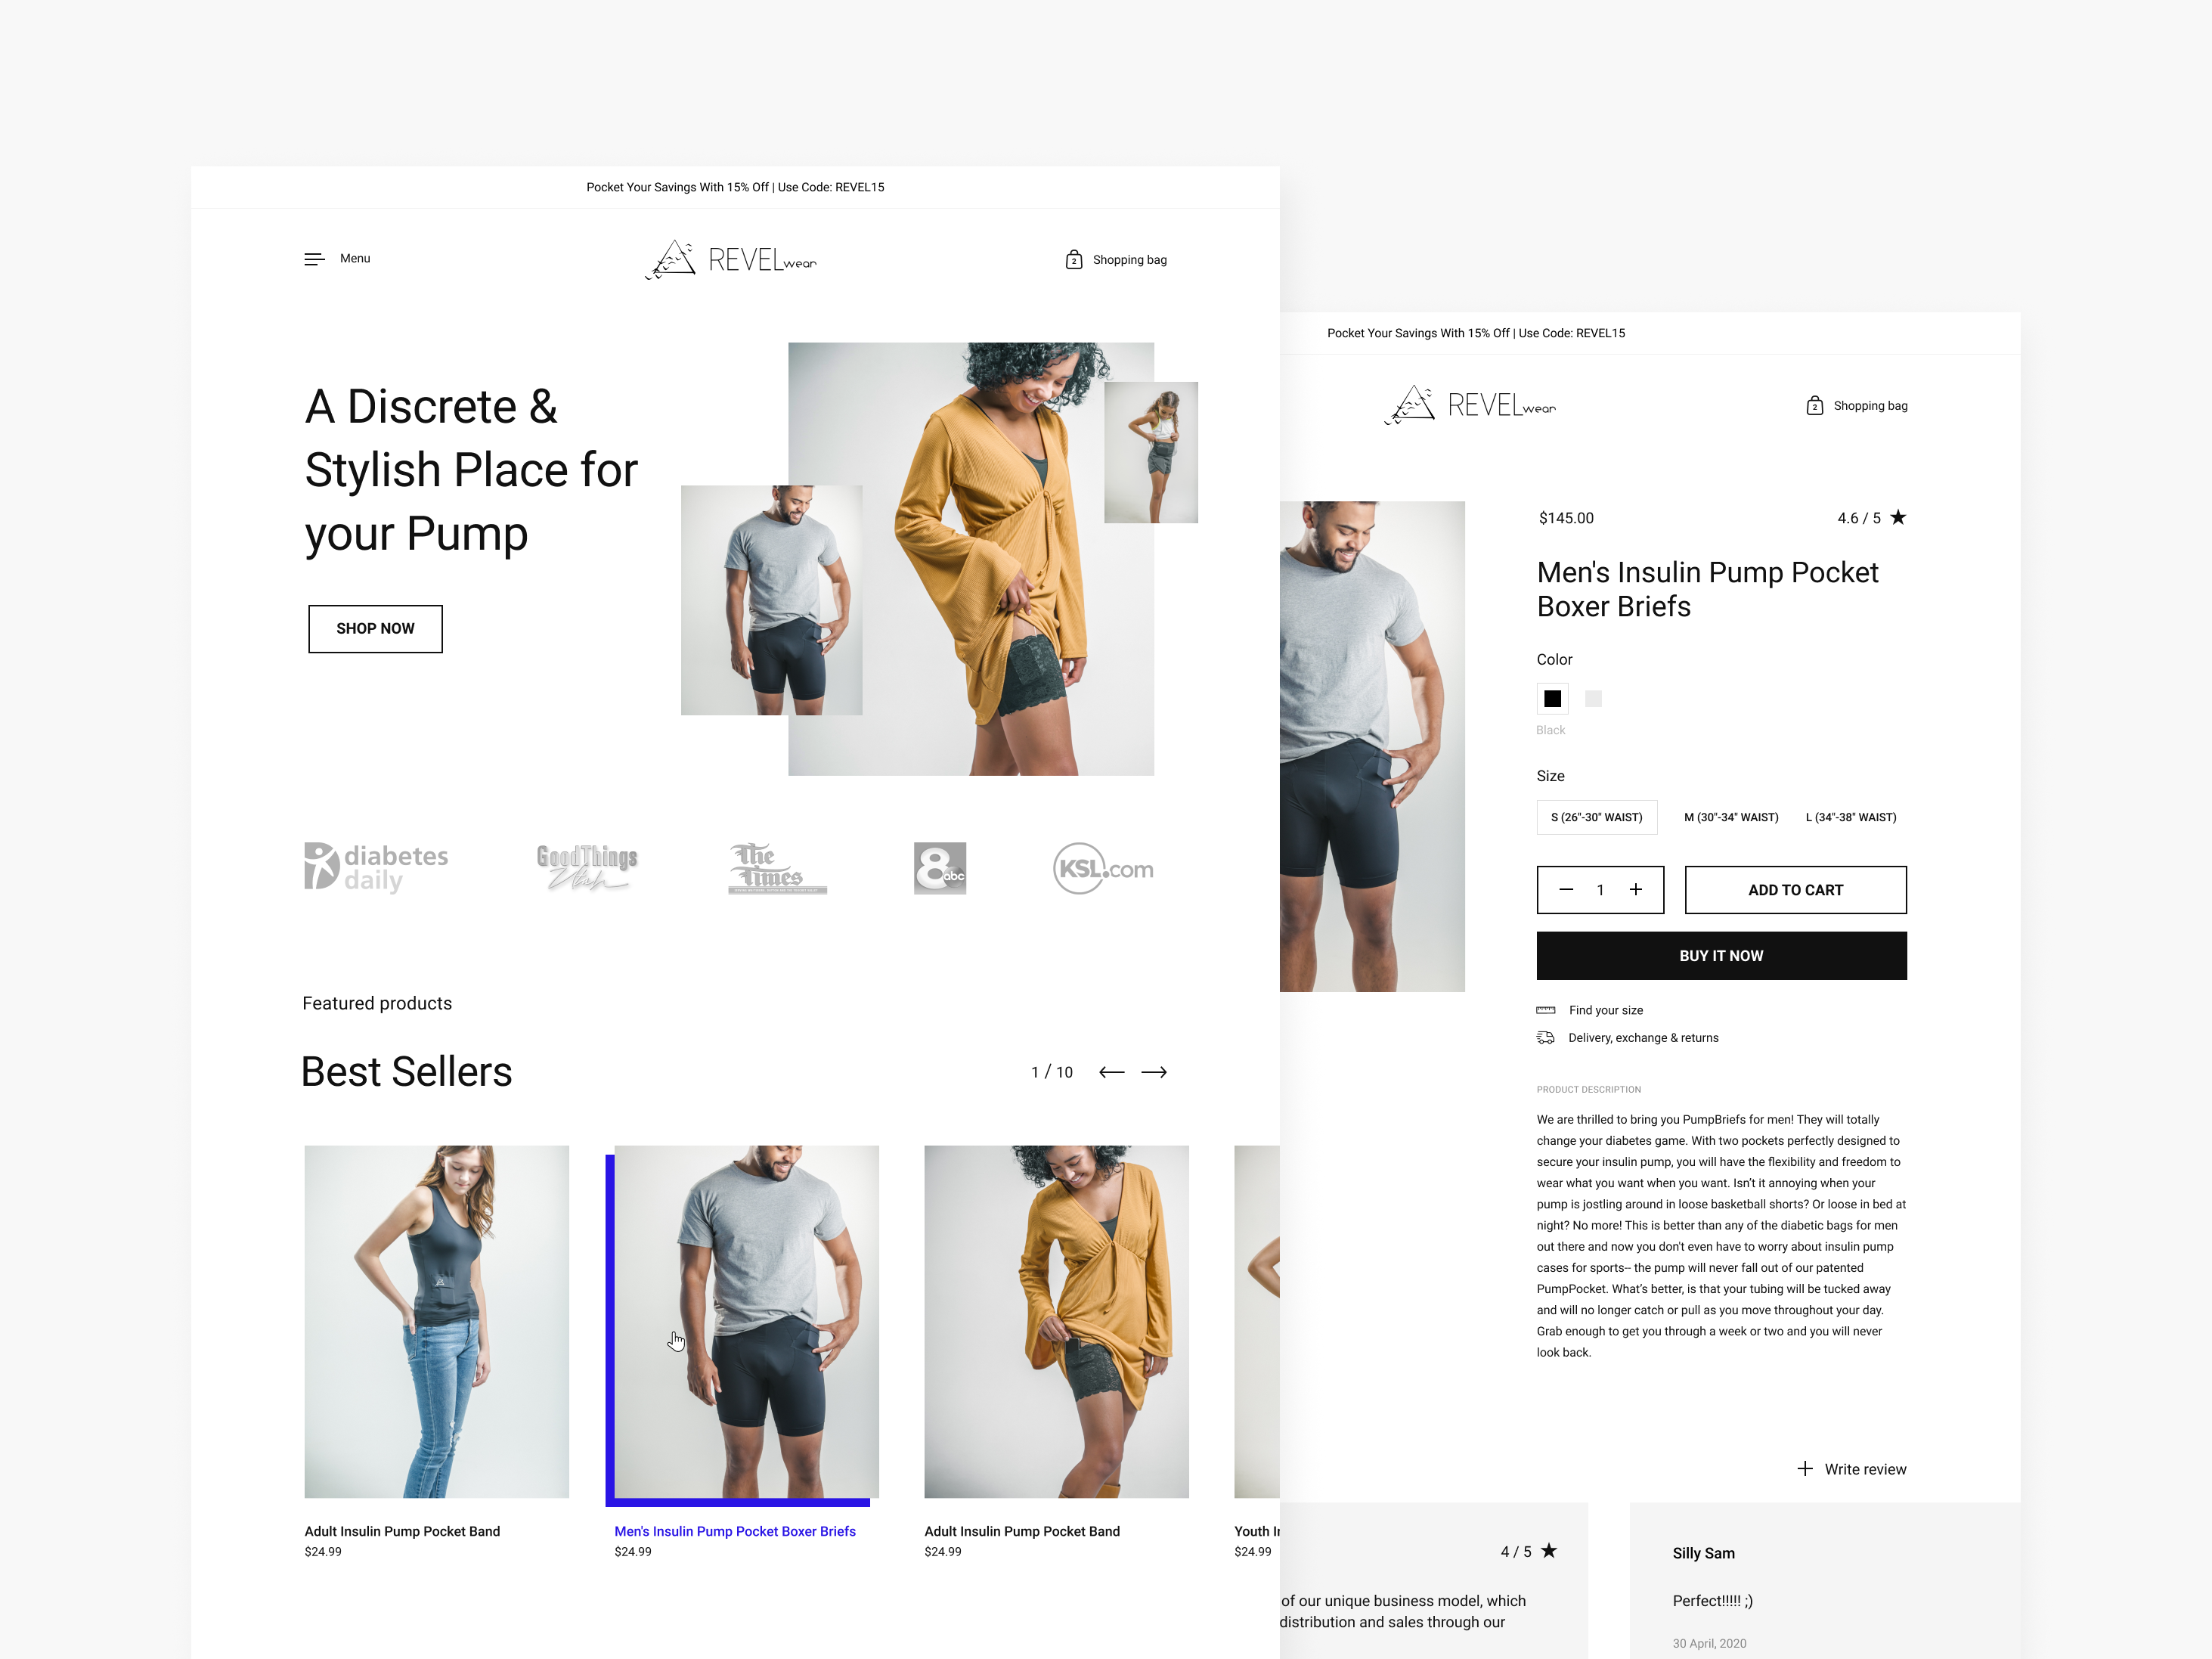 Pocket Your Savings With 15% Off | Use Code: REVEL15
Menu
REVELwear
2
Shopping bag
A Discrete &
Stylish Place for
your Pump
SHOP NOW
diabetes
daily
GoodThings
Utah
The
Times
8
abc
KSL.com
Featured products
Best Sellers
1 / 10
Adult Insulin Pump Pocket Band
$24.99
Men's Insulin Pump Pocket Boxer Briefs
$24.99
Adult Insulin Pump Pocket Band
$24.99
Youth I
$24.99
Pocket Your Savings With 15% Off | Use Code: REVEL15
REVELwear
2
Shopping bag
$145.00
4.6 / 5
Men's Insulin Pump Pocket
Boxer Briefs
Color
Black
Size
S (26"-30" WAIST)
M (30"-34" WAIST)
L (34"-38" WAIST)
1
ADD TO CART
BUY IT NOW
Find your size
Delivery, exchange & returns
PRODUCT DESCRIPTION
We are thrilled to bring you PumpBriefs for men! They will totally
change your diabetes game. With two pockets perfectly designed to
secure your insulin pump, you will have the flexibility and freedom to
wear what you want when you want. Isn't it annoying when your
pump is jostling around in loose basketball shorts? Or loose in bed at
night? No more! This is better than any of the diabetic bags for men
out there and now you don't even have to worry about insulin pump
cases for sports-- the pump will never fall out of our patented
PumpPocket. What's better, is that your tubing will be tucked away
and will no longer catch or pull as you move throughout your day.
Grab enough to get you through a week or two and you will never
look back.
Write review
4 / 5
of our unique business model, which
distribution and sales through our
Silly Sam
Perfect!!!!! ;)
30 April, 2020